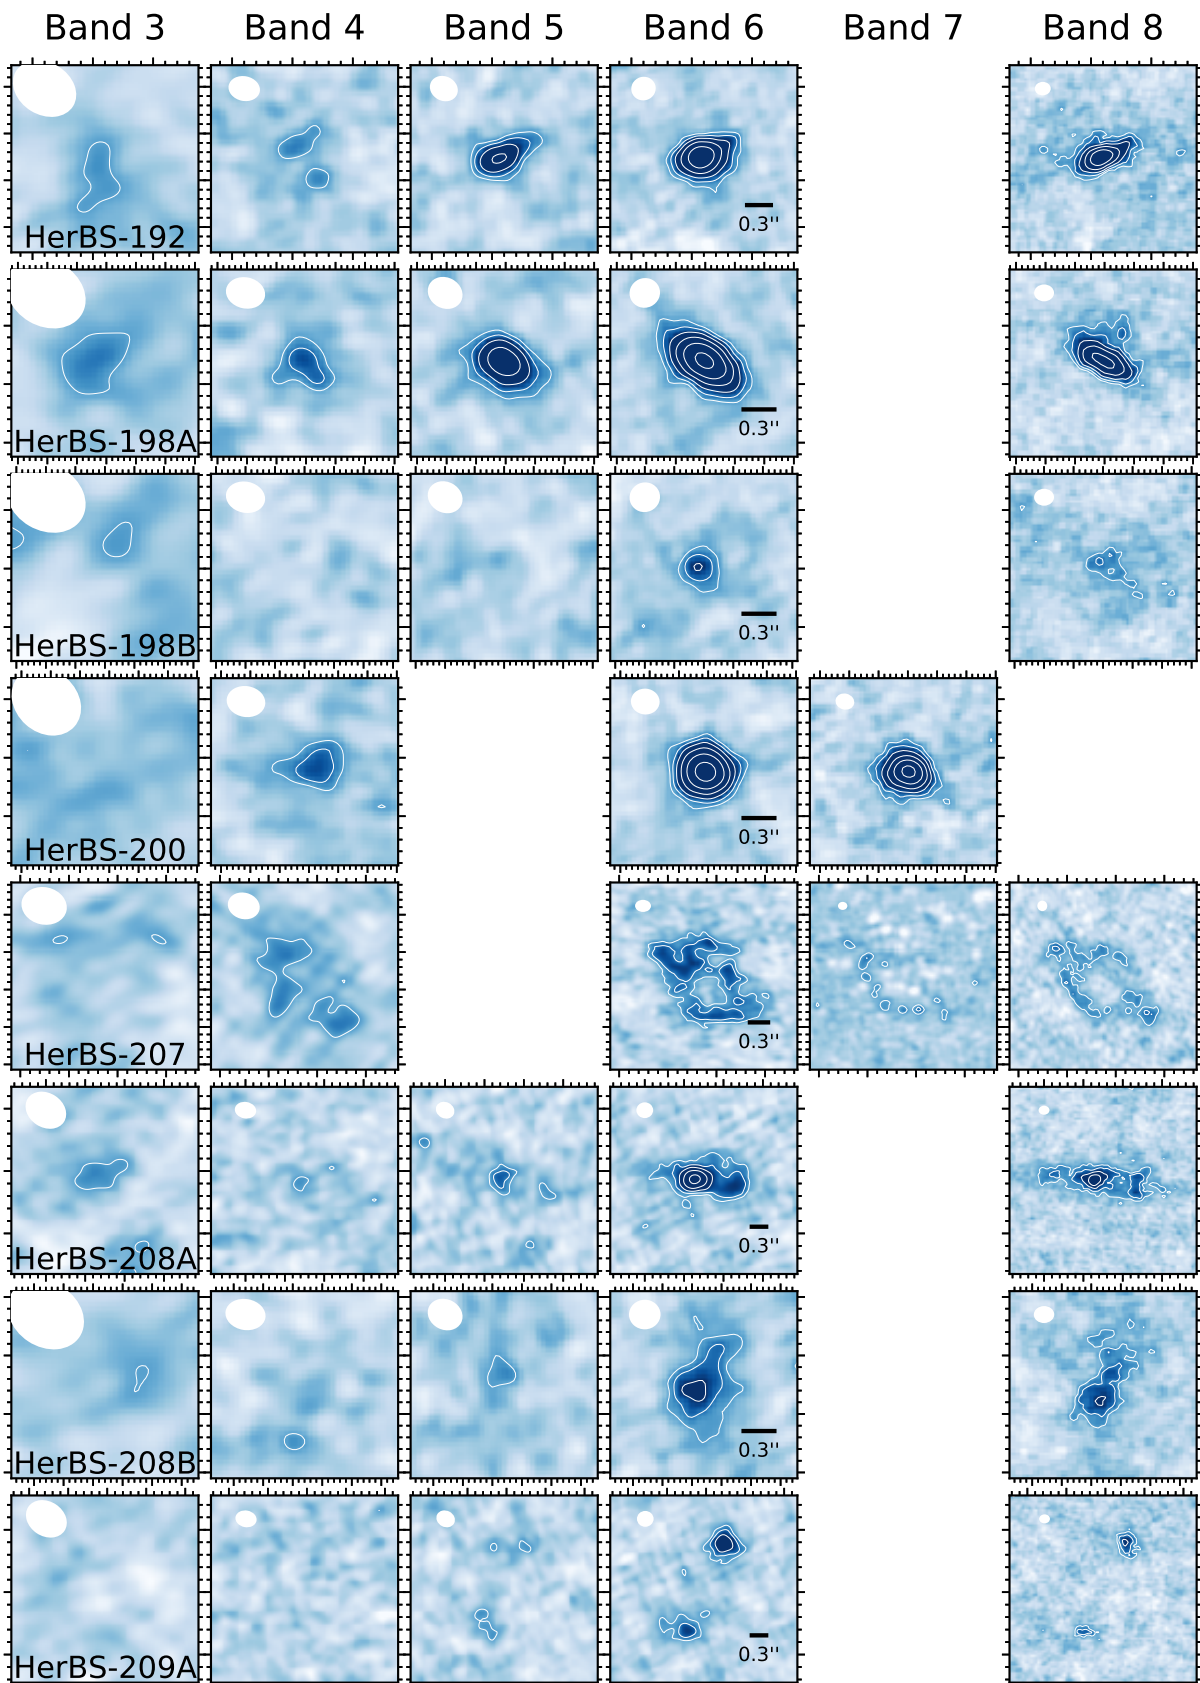 Band 3 Band 4 Band 5 Band 6 Band 7 Band 8
HerBS-192 0.3''
HerBS-198A 0.3''
HerBS-198B 0.3''
HerBS-200 0.3''
HerBS-207 0.3''
HerBS-208A 0.3''
HerBS-208B 0.3''
HerBS-209A 0.3''